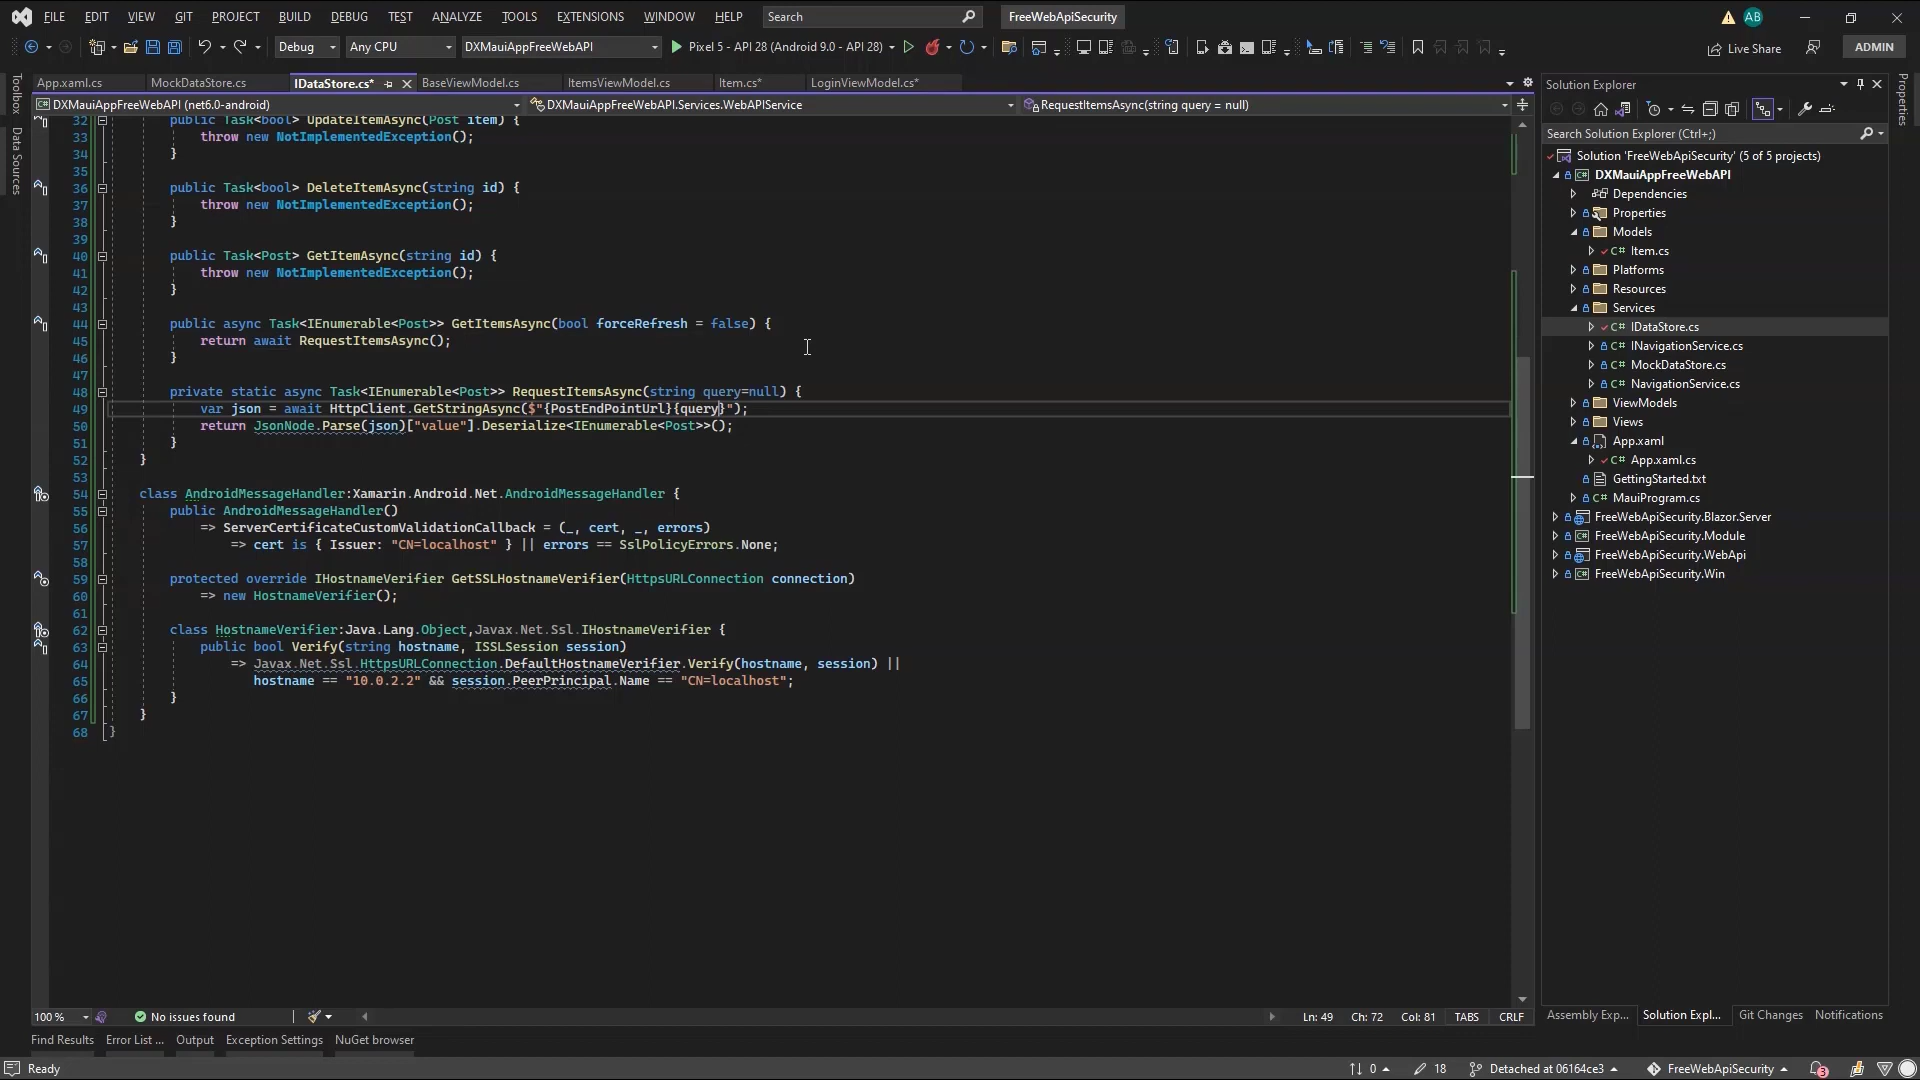 FILE EDIT VIEW GIT PROJECT BUILD DEBUG TEST ANALYZE TOOLS EXTENSIONS WINDOW HELP Search FreeWebApiSecurity AB
Debug Any CPU DXMauiAppFreeWebAPI Pixel 5 - API 28 (Android 9.0 - API 28) Live Share ADMIN
Toolbox
Data Sources
App.xaml.cs MockDataStore.cs IDataStore.cs* BaseViewModel.cs ItemsViewModel.cs Item.cs* LoginViewModel.cs*
DXMauiAppFreeWebAPI (net6.0-android) DXMauiAppFreeWebAPI.Services.WebAPIService RequestItemsAsync(string query = null)
32 public Task<bool> UpdateItemAsync(Post item) {
33 throw new NotImplementedException();
34 }
35
36 public Task<bool> DeleteItemAsync(string id) {
37 throw new NotImplementedException();
38 }
39
40 public Task<Post> GetItemAsync(string id) {
41 throw new NotImplementedException();
42 }
43
44 public async Task<IEnumerable<Post>> GetItemsAsync(bool forceRefresh = false) {
45 return await RequestItemsAsync();
46 }
47
48 private static async Task<IEnumerable<Post>> RequestItemsAsync(string query=null) {
49 var json = await HttpClient.GetStringAsync($"{PostEndPointUrl}{query}");
50 return JsonNode.Parse(json)["value"].Deserialize<IEnumerable<Post>>();
51 }
52 }
53
54 class AndroidMessageHandler:Xamarin.Android.Net.AndroidMessageHandler {
55 public AndroidMessageHandler()
56 => ServerCertificateCustomValidationCallback = (_, cert, _, errors)
57 => cert is { Issuer: "CN=localhost" } || errors == SslPolicyErrors.None;
58
59 protected override IHostnameVerifier GetSSLHostnameVerifier(HttpsURLConnection connection)
60 => new HostnameVerifier();
61
62 class HostnameVerifier:Java.Lang.Object,Javax.Net.Ssl.IHostnameVerifier {
63 public bool Verify(string hostname, ISSLSession session)
64 => Javax.Net.Ssl.HttpsURLConnection.DefaultHostnameVerifier.Verify(hostname, session) ||
65 hostname == "10.0.2.2" && session.PeerPrincipal.Name == "CN=localhost";
66 }
67 }
68 }
100 % No issues found Ln: 49 Ch: 72 Col: 81 TABS CRLF
Find Results Error List ... Output Exception Settings NuGet browser
Ready 0 18 Detached at 06164ce3 FreeWebApiSecurity 3
Solution Explorer
Search Solution Explorer (Ctrl+;)
Solution 'FreeWebApiSecurity' (5 of 5 projects)
DXMauiAppFreeWebAPI
Dependencies
Properties
Models
C# Item.cs
Platforms
Resources
Services
C# IDataStore.cs
C# INavigationService.cs
C# MockDataStore.cs
C# NavigationService.cs
ViewModels
Views
App.xaml
C# App.xaml.cs
GettingStarted.txt
C# MauiProgram.cs
FreeWebApiSecurity.Blazor.Server
FreeWebApiSecurity.Module
FreeWebApiSecurity.WebApi
FreeWebApiSecurity.Win
Assembly Exp... Solution Expl... Git Changes Notifications
Properties